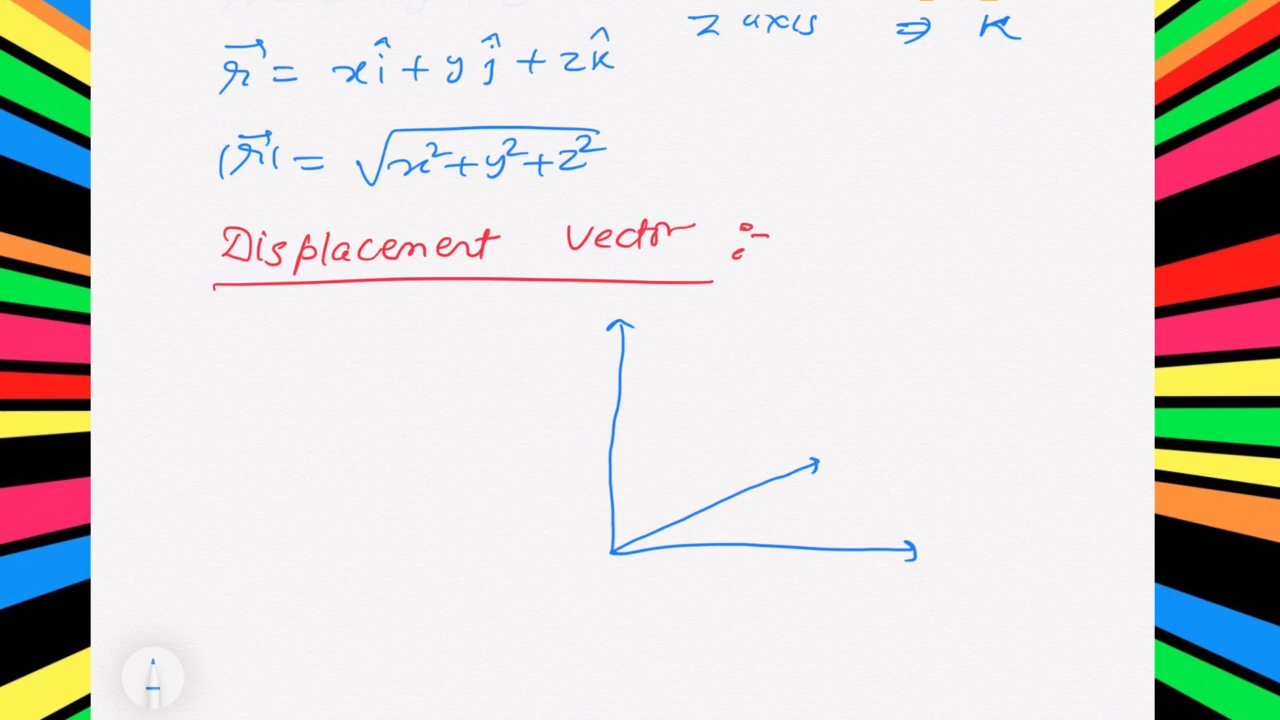 z axis ⇒ k
r⃗ = xî + yĵ + zk̂
|r⃗| = √x²+y²+z²
Displacement vector :-